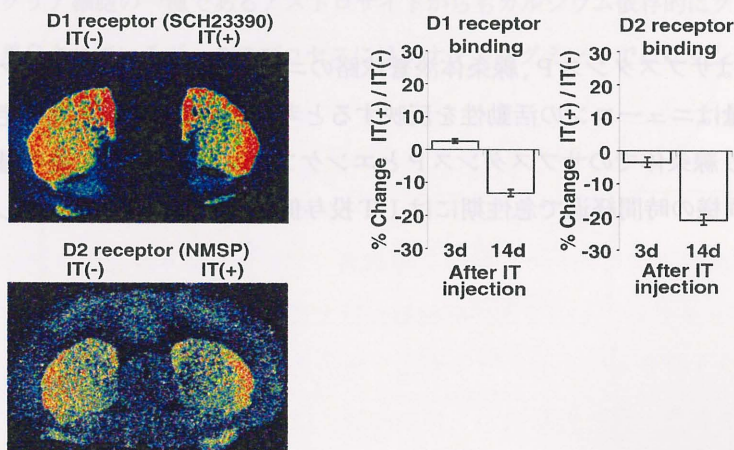 D1 receptor (SCH23390)
IT(-) IT(+)
D2 receptor (NMSP)
IT(-) IT(+)
D1 receptor
binding
% Change IT(+) / IT(-)
30
20
10
0
-10
-20
-30
3d 14d
After IT
injection
D2 receptor
binding
% Change IT(+) / IT(-)
30
20
10
0
-10
-20
-30
3d 14d
After IT
injection